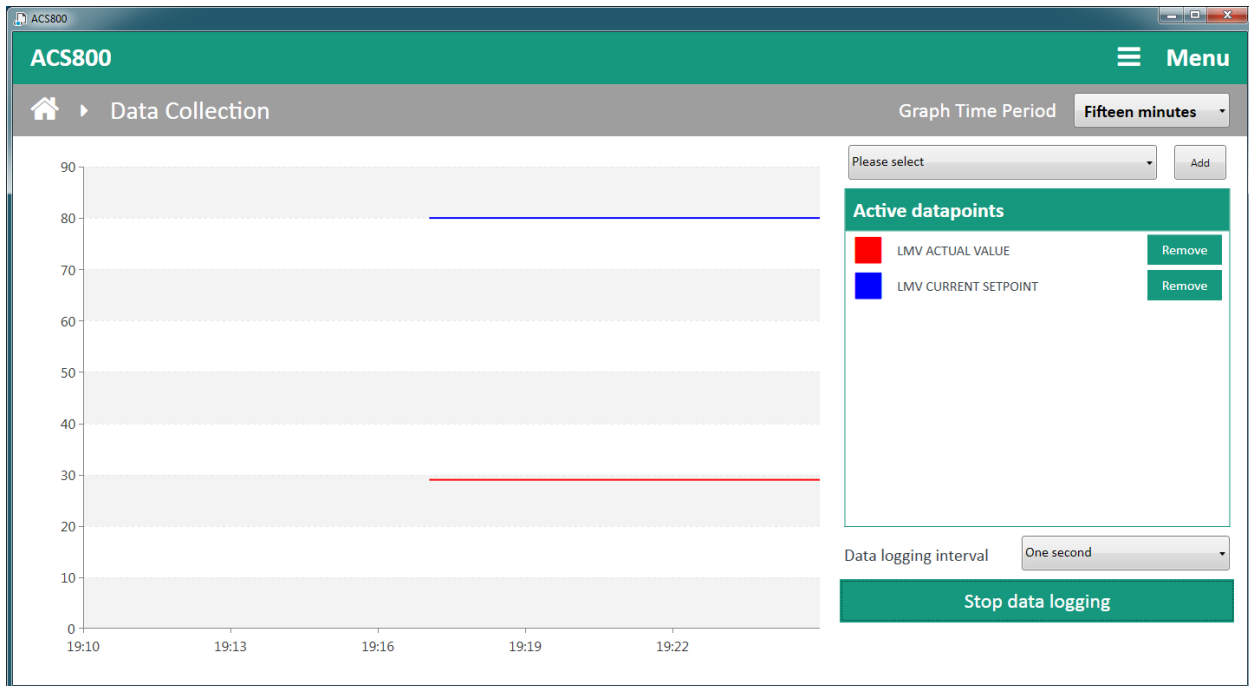 ACS800
ACS800
Menu
Data Collection
Graph Time Period
Fifteen minutes
Please select
Add
Active datapoints
LMV ACTUAL VALUE
Remove
LMV CURRENT SETPOINT
Remove
Data logging interval
One second
Stop data logging
90
80
70
60
50
40
30
20
10
0
19:10 19:13 19:16 19:19 19:22